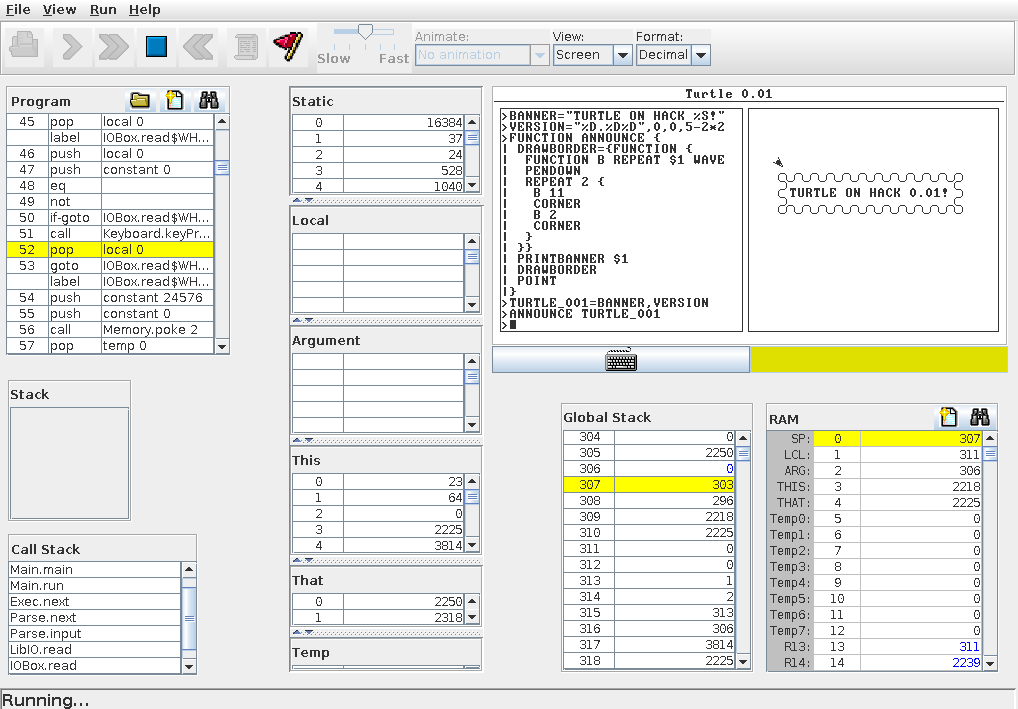 File View Run Help
Slow Fast
Animate: View: Format:
No animation Screen Decimal
Program
45 pop local 0
label IOBox.read$WH...
46 push local 0
47 push constant 0
48 eq
49 not
50 if-goto IOBox.read$WH...
51 call Keyboard.keyPr...
52 pop local 0
53 goto IOBox.read$WH...
label IOBox.read$WH...
54 push constant 24576
55 push constant 0
56 call Memory.poke 2
57 pop temp 0
Stack
Call Stack
Main.main
Main.run
Exec.next
Parse.next
Parse.input
LibIO.read
IOBox.read
Static
0 16384
1 37
2 24
3 528
4 1040
Local
Argument
This
0 23
1 64
2 0
3 2225
4 3814
That
0 2250
1 2318
Temp
Turtle 0.01
>BANNER="TURTLE ON HACK %S!"
>VERSION="%D.%D%D",0,0,5-2*2
>FUNCTION ANNOUNCE {
| DRAWBORDER={FUNCTION {
| FUNCTION B REPEAT $1 WAVE
| PENDOWN
| REPEAT 2 {
| B 11
| CORNER
| B 2
| CORNER
| }
| }}
| PRINTBANNER $1
| DRAWBORDER
| POINT
|}
>TURTLE_001=BANNER,VERSION
>ANNOUNCE TURTLE_001
>
TURTLE ON HACK 0.01!
Global Stack
304 0
305 2250
306 0
307 303
308 296
309 2218
310 2225
311 0
312 0
313 1
314 2
315 313
316 306
317 3814
318 2225
RAM
SP: 0 307
LCL: 1 311
ARG: 2 306
THIS: 3 2218
THAT: 4 2225
Temp0: 5 0
Temp1: 6 0
Temp2: 7 0
Temp3: 8 0
Temp4: 9 0
Temp5: 10 0
Temp6: 11 0
Temp7: 12 0
R13: 13 311
R14: 14 2239
Running...